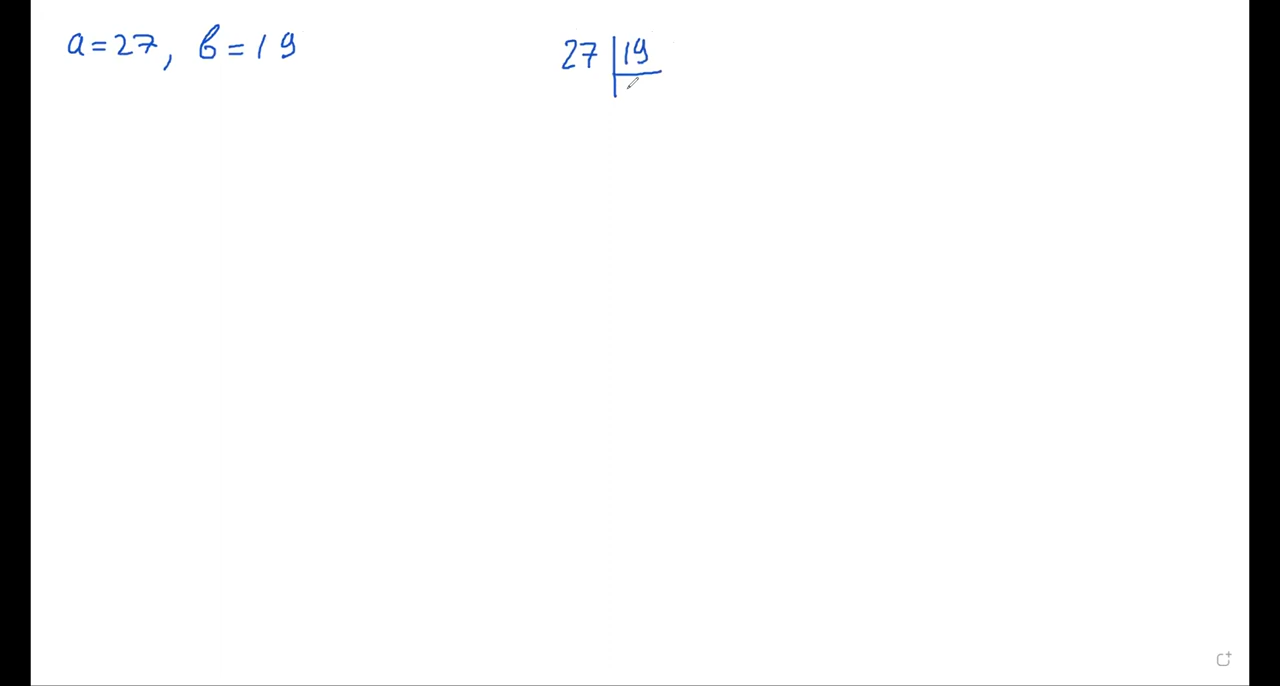 a = 27, b = 19
27 | 19